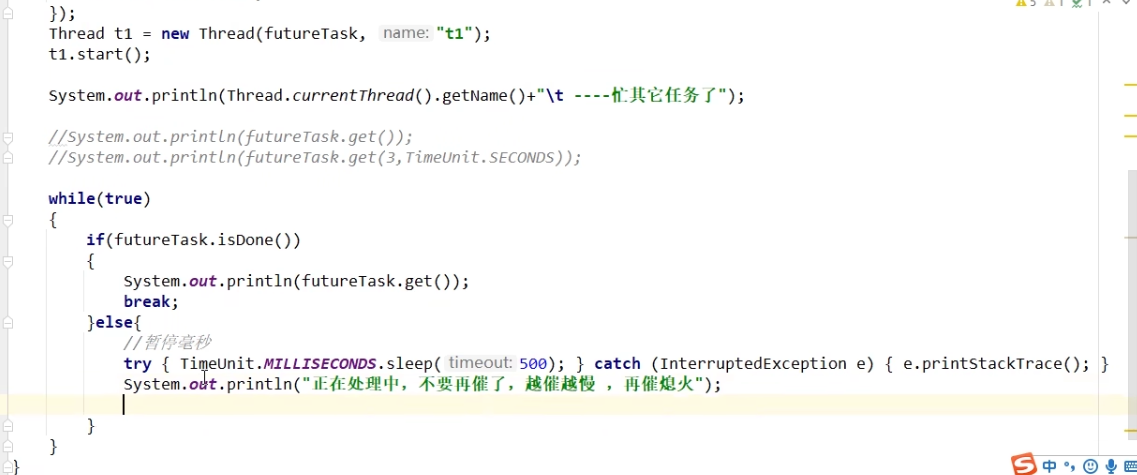 });
Thread t1 = new Thread(futureTask, name: "t1");
t1.start();
System.out.println(Thread.currentThread().getName()+"\t ----忙其它任务了");
//System.out.println(futureTask.get());
//System.out.println(futureTask.get(3,TimeUnit.SECONDS));
while(true)
{
if(futureTask.isDone())
{
System.out.println(futureTask.get());
break;
}else{
//暂停毫秒
try { TimeUnit.MILLISECONDS.sleep( timeout: 500); } catch (InterruptedException e) { e.printStackTrace(); }
System.out.println("正在处理中，不要再催了，越催越慢 ，再催熄火");
}
}
}
S 中